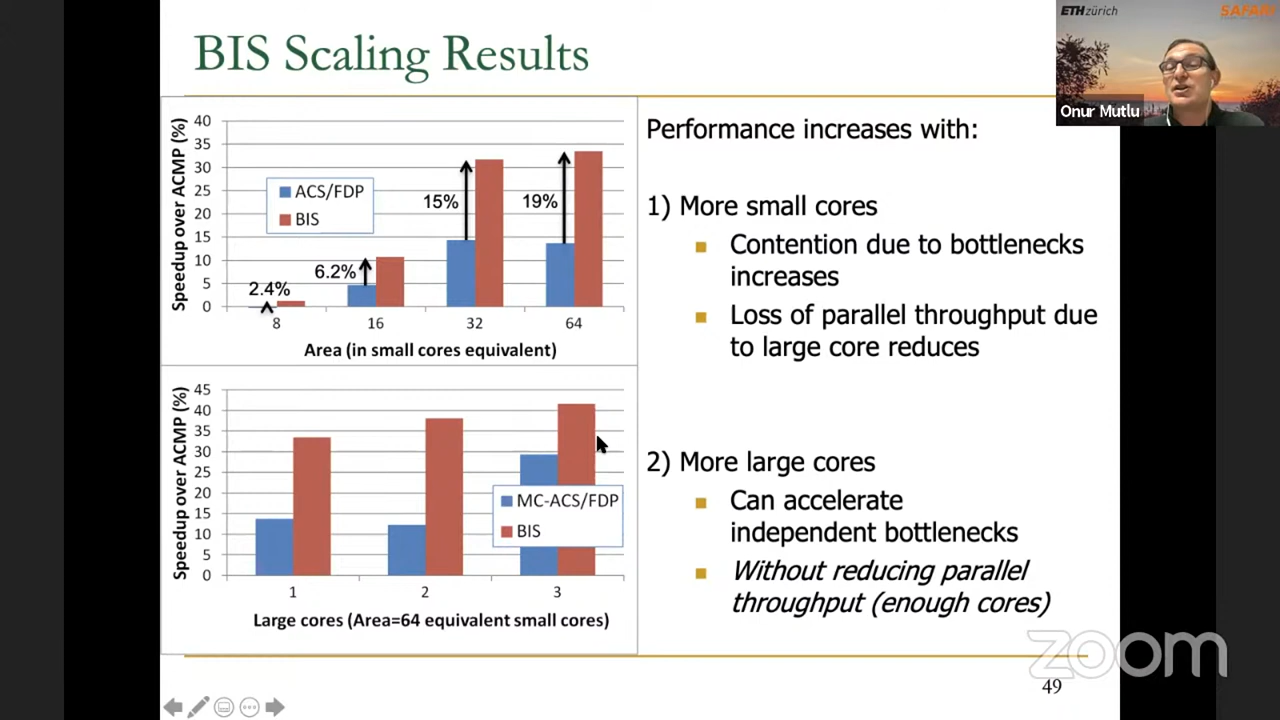 BIS Scaling Results
ETH zürich
SAFARI
Onur Mutlu
Speedup over ACMP (%)
40
35
30
25
20
15
10
5
0
ACS/FDP
BIS
2.4%
6.2%
15%
19%
8 16 32 64
Area (in small cores equivalent)
Speedup over ACMP (%)
45
40
35
30
25
20
15
10
5
0
MC-ACS/FDP
BIS
1 2 3
Large cores (Area=64 equivalent small cores)
Performance increases with:
1) More small cores
Contention due to bottlenecks
increases
Loss of parallel throughput due
to large core reduces
2) More large cores
Can accelerate
independent bottlenecks
Without reducing parallel
throughput (enough cores)
zoom
49